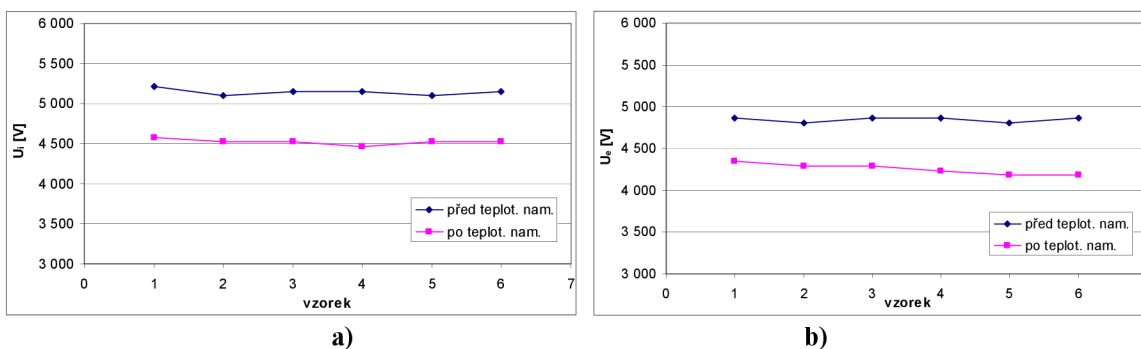 6 000
5 500
5 000
4 500
4 000
3 500
3 000
Ui [V]
0 1 2 3 4 5 6 7
vzorek
před teplot. nam.
po teplot. nam.
a)
6 000
5 500
5 000
4 500
4 000
3 500
3 000
Ue [V]
0 1 2 3 4 5 6
vzorek
před teplot. nam.
po teplot. nam.
b)